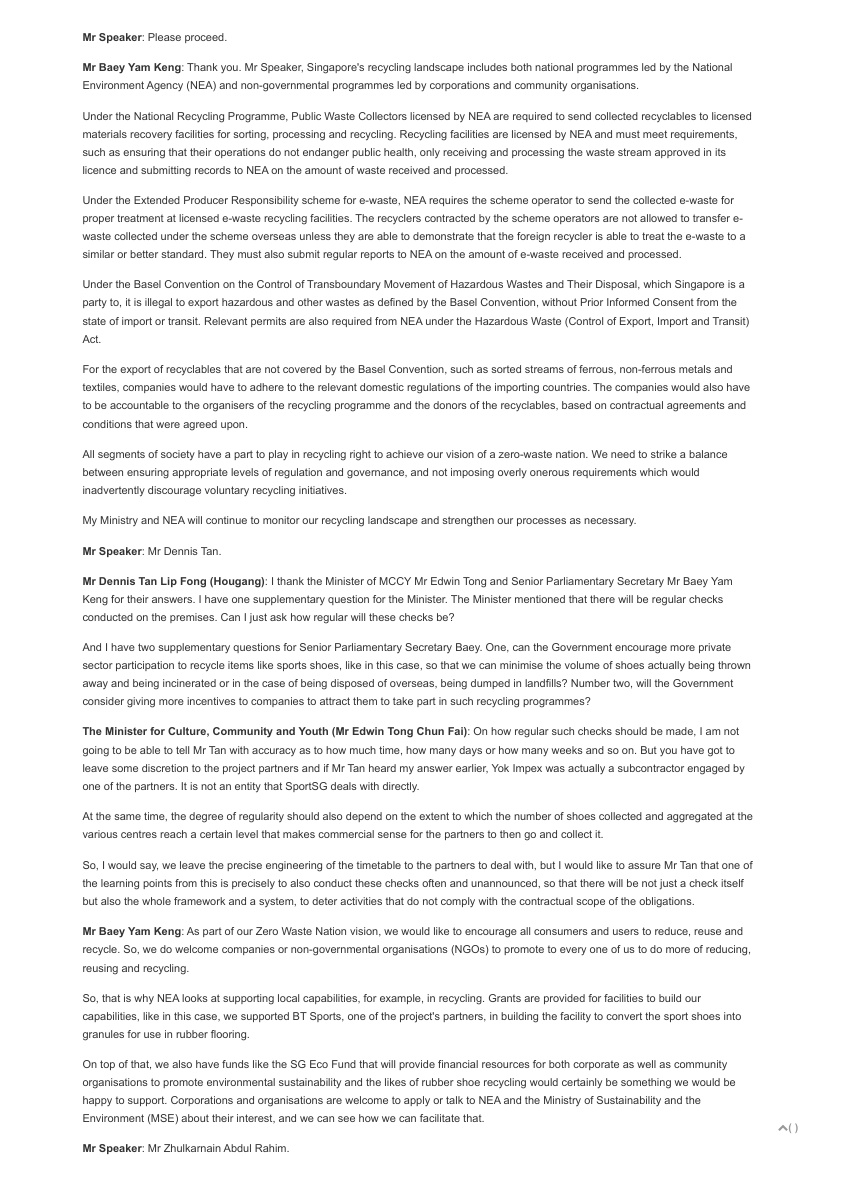 Mr Speaker: Please proceed.
Mr Baey Yam Keng: Thank you. Mr Speaker, Singapore's recycling landscape includes both national programmes led by the National
Environment Agency (NEA) and non-governmental programmes led by corporations and community organisations.
Under the National Recycling Programme, Public Waste Collectors licensed by NEA are required to send collected recyclables to licensed
materials recovery facilities for sorting, processing and recycling. Recycling facilities are licensed by NEA and must meet requirements,
such as ensuring that their operations do not endanger public health, only receiving and processing the waste stream approved in its
licence and submitting records to NEA on the amount of waste received and processed.
Under the Extended Producer Responsibility scheme for e-waste, NEA requires the scheme operator to send the collected e-waste for
proper treatment at licensed e-waste recycling facilities. The recyclers contracted by the scheme operators are not allowed to transfer e-
waste collected under the scheme overseas unless they are able to demonstrate that the foreign recycler is able to treat the e-waste to a
similar or better standard. They must also submit regular reports to NEA on the amount of e-waste received and processed.
Under the Basel Convention on the Control of Transboundary Movement of Hazardous Wastes and Their Disposal, which Singapore is a
party to, it is illegal to export hazardous and other wastes as defined by the Basel Convention, without Prior Informed Consent from the
state of import or transit. Relevant permits are also required from NEA under the Hazardous Waste (Control of Export, Import and Transit)
Act.
For the export of recyclables that are not covered by the Basel Convention, such as sorted streams of ferrous, non-ferrous metals and
textiles, companies would have to adhere to the relevant domestic regulations of the importing countries. The companies would also have
to be accountable to the organisers of the recycling programme and the donors of the recyclables, based on contractual agreements and
conditions that were agreed upon.
All segments of society have a part to play in recycling right to achieve our vision of a zero-waste nation. We need to strike a balance
between ensuring appropriate levels of regulation and governance, and not imposing overly onerous requirements which would
inadvertently discourage voluntary recycling initiatives.
My Ministry and NEA will continue to monitor our recycling landscape and strengthen our processes as necessary.
Mr Speaker: Mr Dennis Tan.
Mr Dennis Tan Lip Fong (Hougang): I thank the Minister of MCCY Mr Edwin Tong and Senior Parliamentary Secretary Mr Baey Yam
Keng for their answers. I have one supplementary question for the Minister. The Minister mentioned that there will be regular checks
conducted on the premises. Can I just ask how regular will these checks be?
And I have two supplementary questions for Senior Parliamentary Secretary Baey. One, can the Government encourage more private
sector participation to recycle items like sports shoes, like in this case, so that we can minimise the volume of shoes actually being thrown
away and being incinerated or in the case of being disposed of overseas, being dumped in landfills? Number two, will the Government
consider giving more incentives to companies to attract them to take part in such recycling programmes?
The Minister for Culture, Community and Youth (Mr Edwin Tong Chun Fai): On how regular such checks should be made, I am not
going to be able to tell Mr Tan with accuracy as to how much time, how many days or how many weeks and so on. But you have got to
leave some discretion to the project partners and if Mr Tan heard my answer earlier, Yok Impex was actually a subcontractor engaged by
one of the partners. It is not an entity that SportSG deals with directly.
At the same time, the degree of regularity should also depend on the extent to which the number of shoes collected and aggregated at the
various centres reach a certain level that makes commercial sense for the partners to then go and collect it.
So, I would say, we leave the precise engineering of the timetable to the partners to deal with, but I would like to assure Mr Tan that one of
the learning points from this is precisely to also conduct these checks often and unannounced, so that there will be not just a check itself
but also the whole framework and a system, to deter activities that do not comply with the contractual scope of the obligations.
Mr Baey Yam Keng: As part of our Zero Waste Nation vision, we would like to encourage all consumers and users to reduce, reuse and
recycle. So, we do welcome companies or non-governmental organisations (NGOs) to promote to every one of us to do more of reducing,
reusing and recycling.
So, that is why NEA looks at supporting local capabilities, for example, in recycling. Grants are provided for facilities to build our
capabilities, like in this case, we supported BT Sports, one of the project's partners, in building the facility to convert the sport shoes into
granules for use in rubber flooring.
On top of that, we also have funds like the SG Eco Fund that will provide financial resources for both corporate as well as community
organisations to promote environmental sustainability and the likes of rubber shoe recycling would certainly be something we would be
happy to support. Corporations and organisations are welcome to apply or talk to NEA and the Ministry of Sustainability and the
Environment (MSE) about their interest, and we can see how we can facilitate that.
( )
Mr Speaker: Mr Zhulkarnain Abdul Rahim.